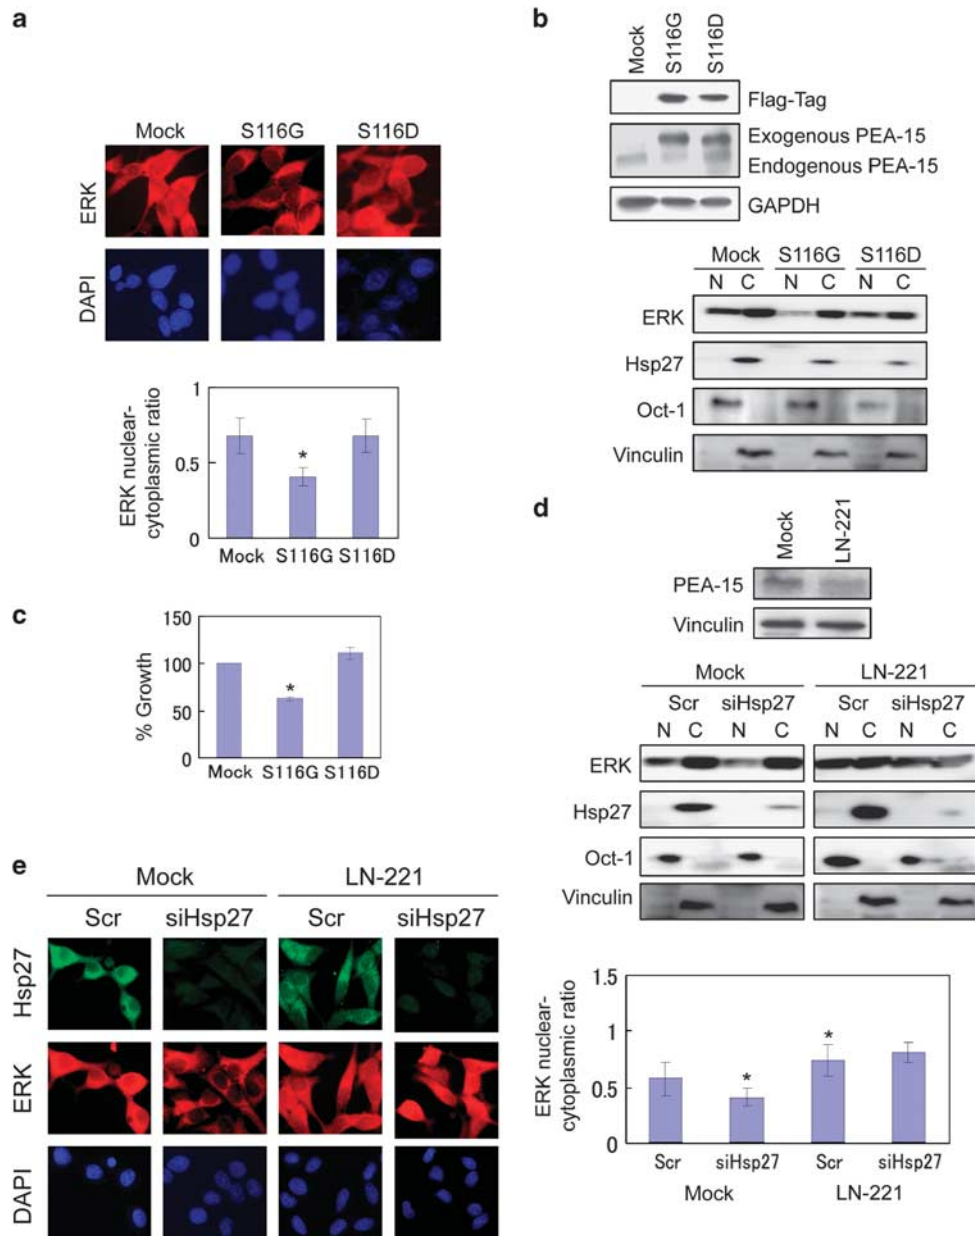 a
Mock S116G S116D
ERK
DAPI
ERK nuclear-
cytoplasmic ratio
1
0.5
0
*
Mock S116G S116D
b
Mock
S116G
S116D
Flag-Tag
Exogenous PEA-15
Endogenous PEA-15
GAPDH
Mock S116G S116D
N C N C N C
ERK
Hsp27
Oct-1
Vinculin
c
% Growth
150
100
50
0
*
Mock S116G S116D
d
Mock
LN-221
PEA-15
Vinculin
Mock LN-221
Scr siHsp27 Scr siHsp27
N C N C N C N C
ERK
Hsp27
Oct-1
Vinculin
ERK nuclear-
cytoplasmic ratio
1.5
1
0.5
0
* *
Scr siHsp27 Scr siHsp27
Mock LN-221
e
Mock LN-221
Scr siHsp27 Scr siHsp27
Hsp27
ERK
DAPI